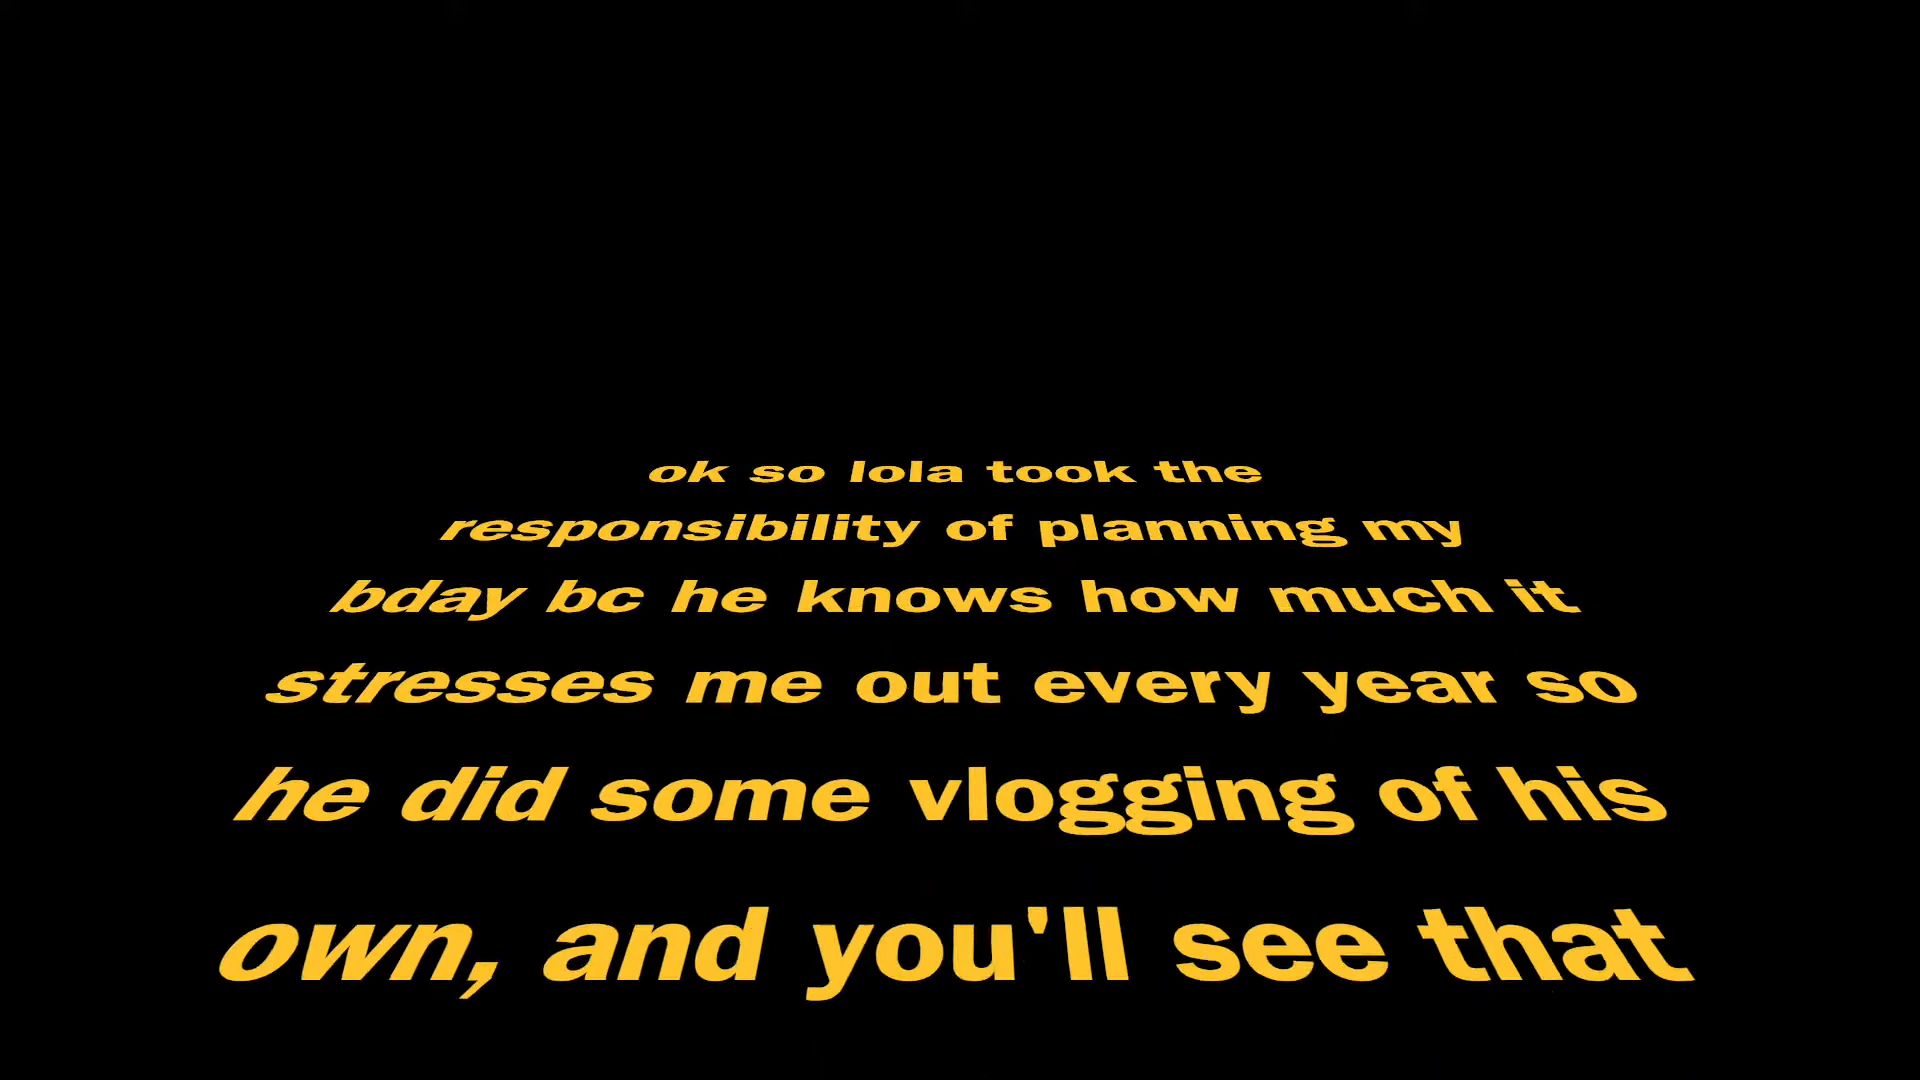 ok so lola took the
responsibility of planning my
bday bc he knows how much it
stresses me out every year so
he did some vlogging of his
own, and you'll see that